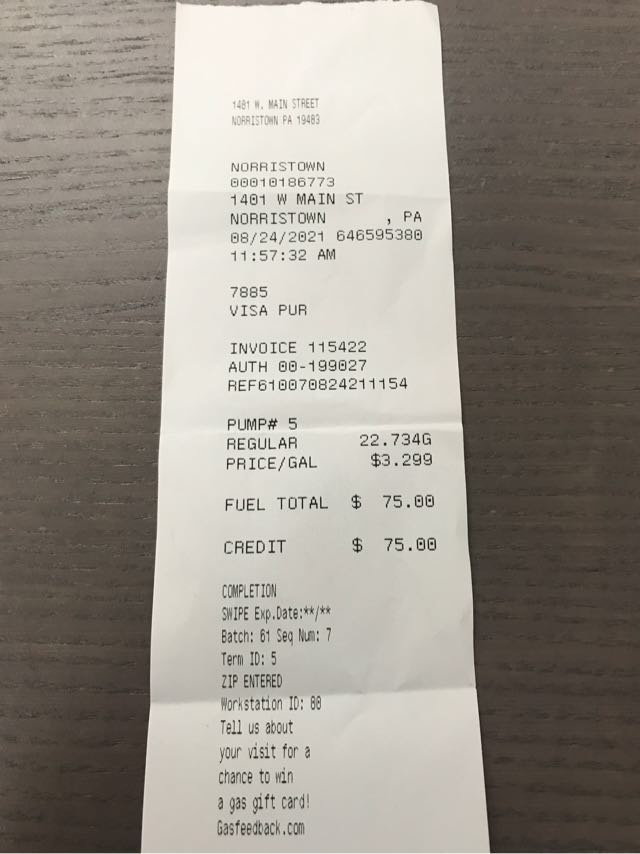 1401 W. MAIN STREET
NORRISTOWN PA 19403
NORRISTOWN
00010186773
1401 W MAIN ST
NORRISTOWN , PA
08/24/2021 646595380
11:57:32 AM
7885
VISA PUR
INVOICE 115422
AUTH 00-199027
REF610070824211154
PUMP# 5
REGULAR 22.734G
PRICE/GAL $3.299
FUEL TOTAL $ 75.00
CREDIT $ 75.00
COMPLETION
SWIPE Exp.Date:**/**
Batch: 61 Seq Num: 7
Term ID: 5
ZIP ENTERED
Workstation ID: 00
Tell us about
your visit for a
chance to win
a gas gift card!
Gasfeedback.com